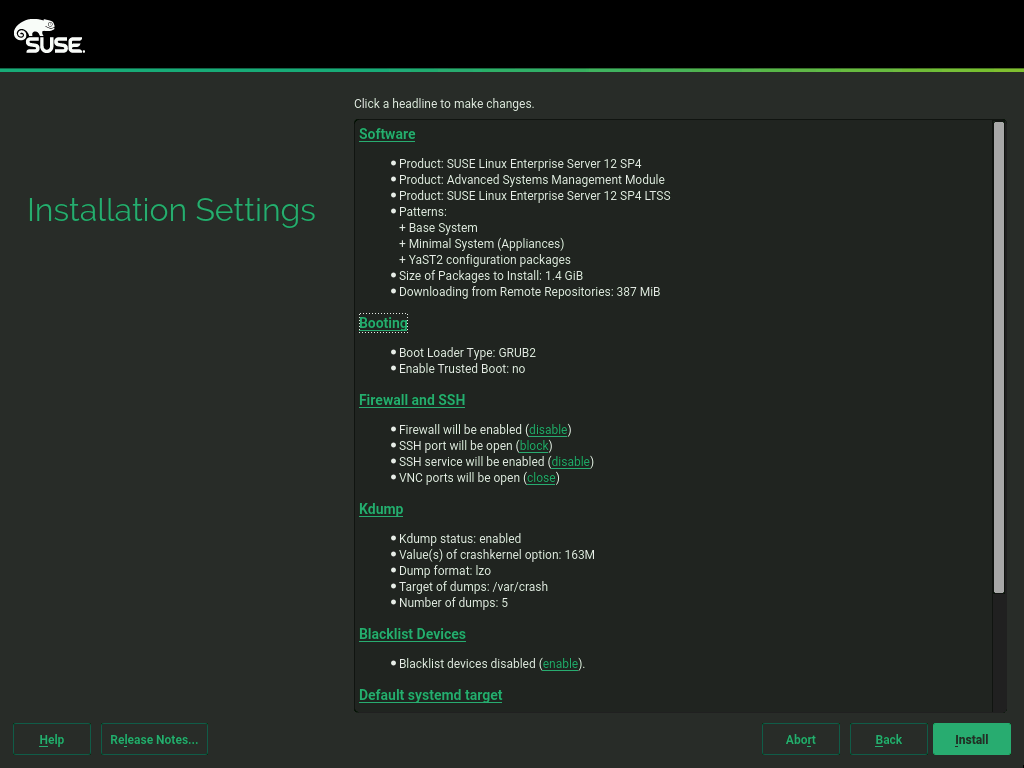 SUSE.
Click a headline to make changes.
Installation Settings
Software
Product: SUSE Linux Enterprise Server 12 SP4
Product: Advanced Systems Management Module
Product: SUSE Linux Enterprise Server 12 SP4 LTSS
Patterns:
+ Base System
+ Minimal System (Appliances)
+ YaST2 configuration packages
Size of Packages to Install: 1.4 GiB
Downloading from Remote Repositories: 387 MiB
Booting
Boot Loader Type: GRUB2
Enable Trusted Boot: no
Firewall and SSH
Firewall will be enabled (disable)
SSH port will be open (block)
SSH service will be enabled (disable)
VNC ports will be open (close)
Kdump
Kdump status: enabled
Value(s) of crashkernel option: 163M
Dump format: lzo
Target of dumps: /var/crash
Number of dumps: 5
Blacklist Devices
Blacklist devices disabled (enable).
Default systemd target
Help Release Notes... Abort Back Install